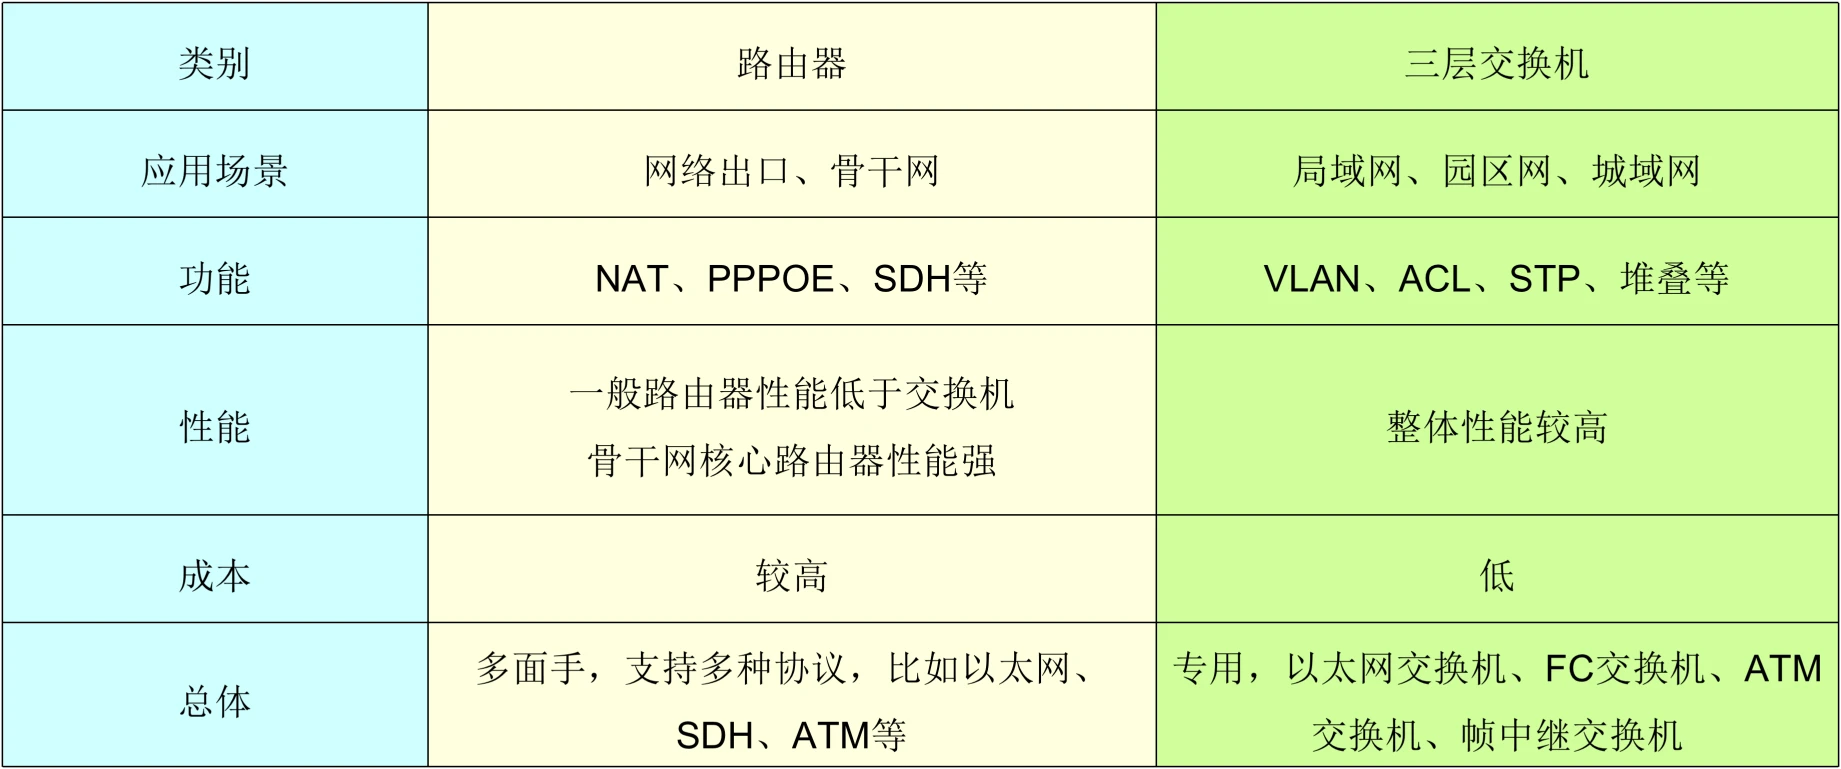 类别
路由器
三层交换机
应用场景
网络出口、骨干网
局域网、园区网、城域网
功能
NAT、PPPOE、SDH等
VLAN、ACL、STP、堆叠等
性能
一般路由器性能低于交换机
骨干网核心路由器性能强
整体性能较高
成本
较高
低
总体
多面手，支持多种协议，比如以太网、
SDH、ATM等
专用，以太网交换机、FC交换机、ATM
交换机、帧中继交换机